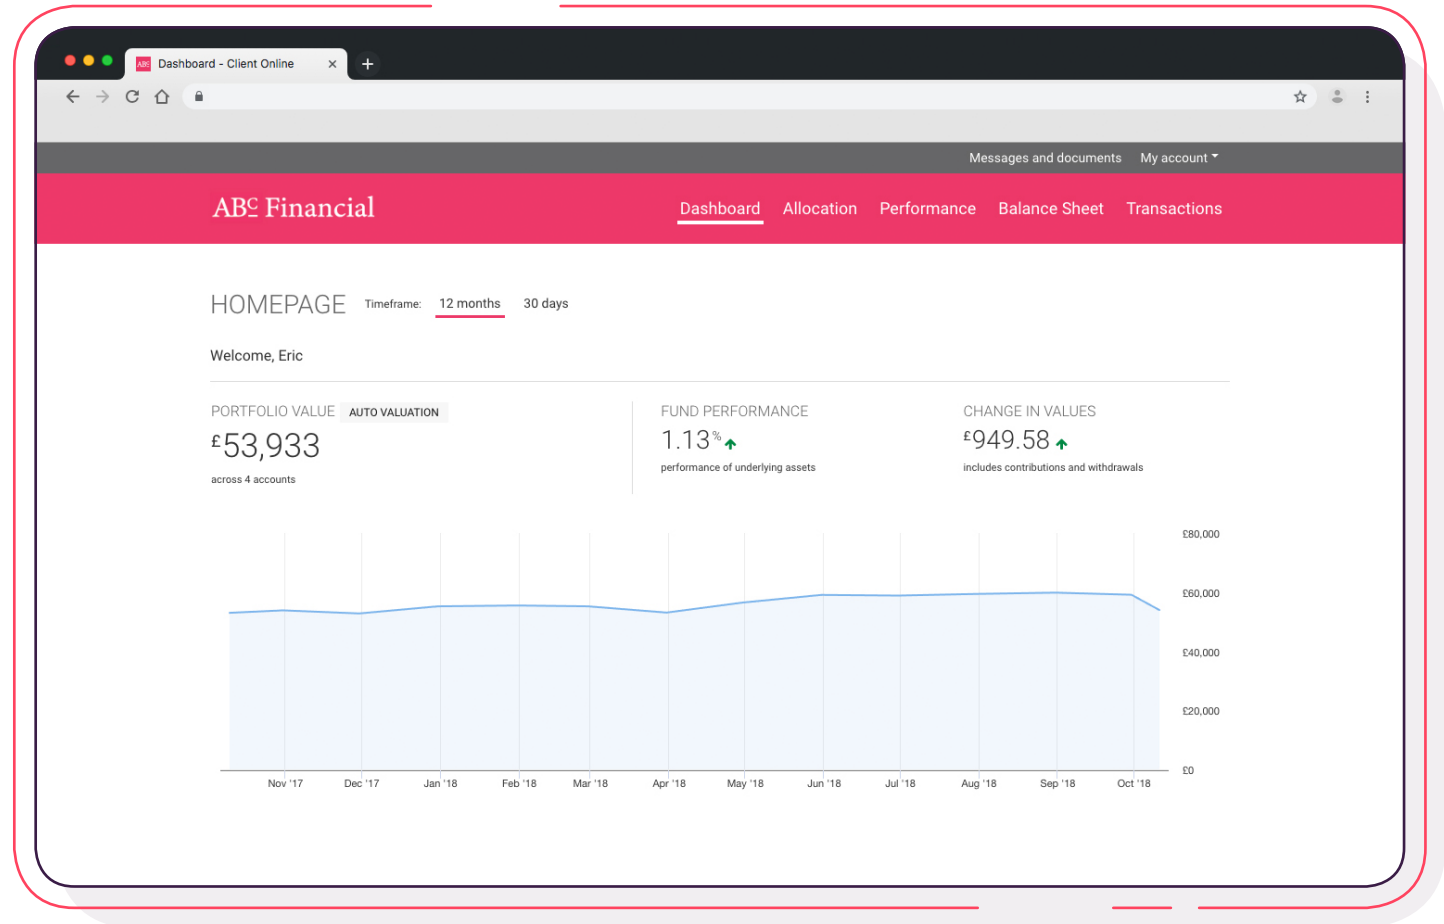 Dashboard - Client Online
Messages and documents My account
ABC Financial
Dashboard Allocation Performance Balance Sheet Transactions
HOMEPAGE Timeframe: 12 months 30 days
Welcome, Eric
PORTFOLIO VALUE AUTO VALUATION
£53,933
across 4 accounts
FUND PERFORMANCE
1.13%
performance of underlying assets
CHANGE IN VALUES
£949.58
includes contributions and withdrawals
£80,000
£60,000
£40,000
£20,000
£0
Nov '17 Dec '17 Jan '18 Feb '18 Mar '18 Apr '18 May '18 Jun '18 Jul '18 Aug '18 Sep '18 Oct '18